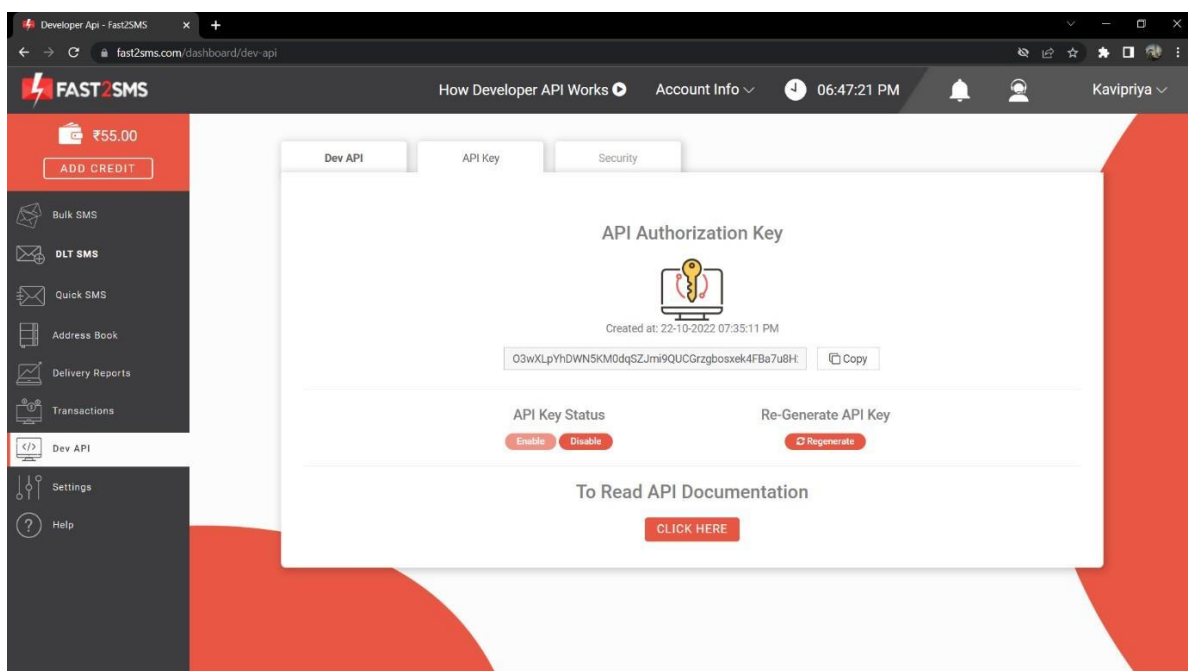 Developer Api - Fast2SMS
fast2sms.com/dashboard/dev-api
FAST2SMS
How Developer API Works
Account Info
06:47:21 PM
Kavipriya
₹55.00
ADD CREDIT
Bulk SMS
DLT SMS
Quick SMS
Address Book
Delivery Reports
Transactions
Dev API
Settings
Help
Dev API
API Key
Security
API Authorization Key
Created at: 22-10-2022 07:35:11 PM
Copy
API Key Status
Enable
Disable
Re-Generate API Key
Regenerate
To Read API Documentation
CLICK HERE